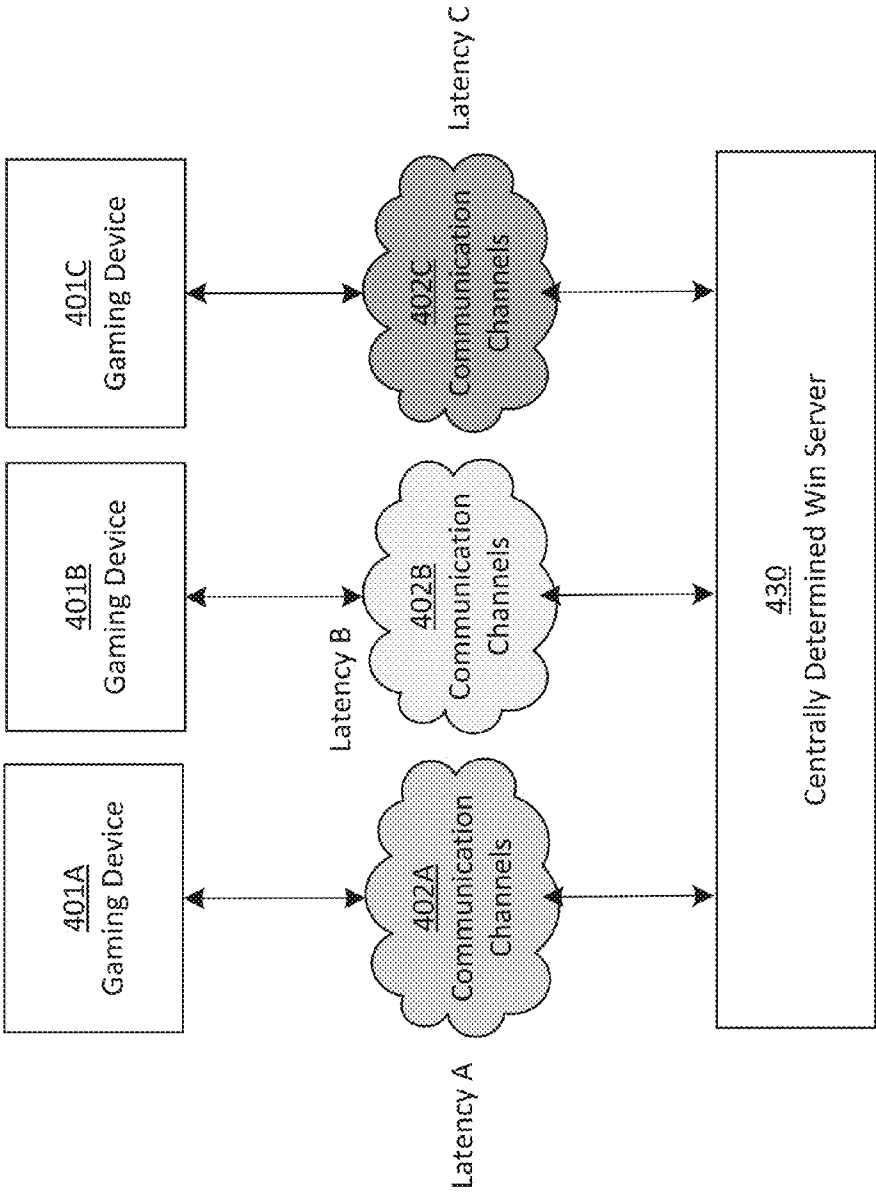 401A
Gaming Device
401B
Gaming Device
401C
Gaming Device
Latency A
402A
Communication
Channels
Latency B
402B
Communication
Channels
402C
Communication
Channels
Latency C
430
Centrally Determined Win Server